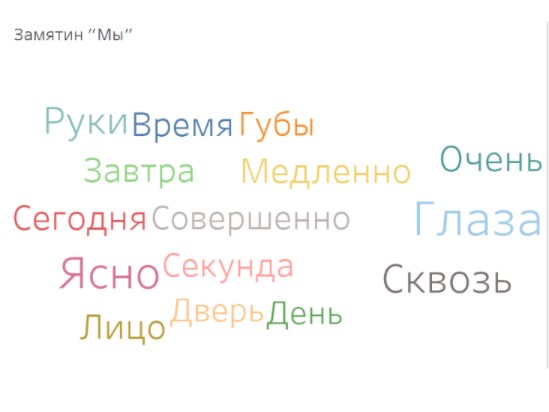 Замятин "Мы"
Руки Время Губы
Очень
Завтра Медленно
Сегодня Совершенно Глаза
Ясно Секунда Сквозь
Дверь День
Лицо